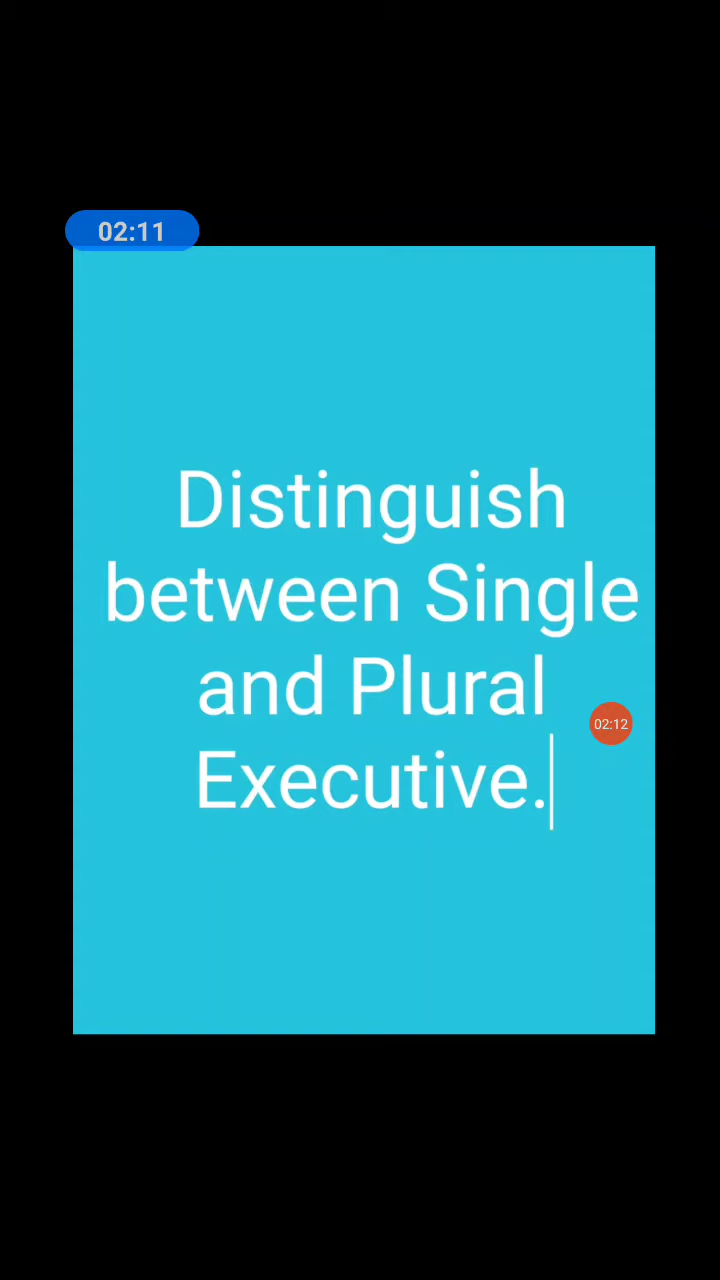 02:11
Distinguish
between Single
and Plural
02:12
Executive.